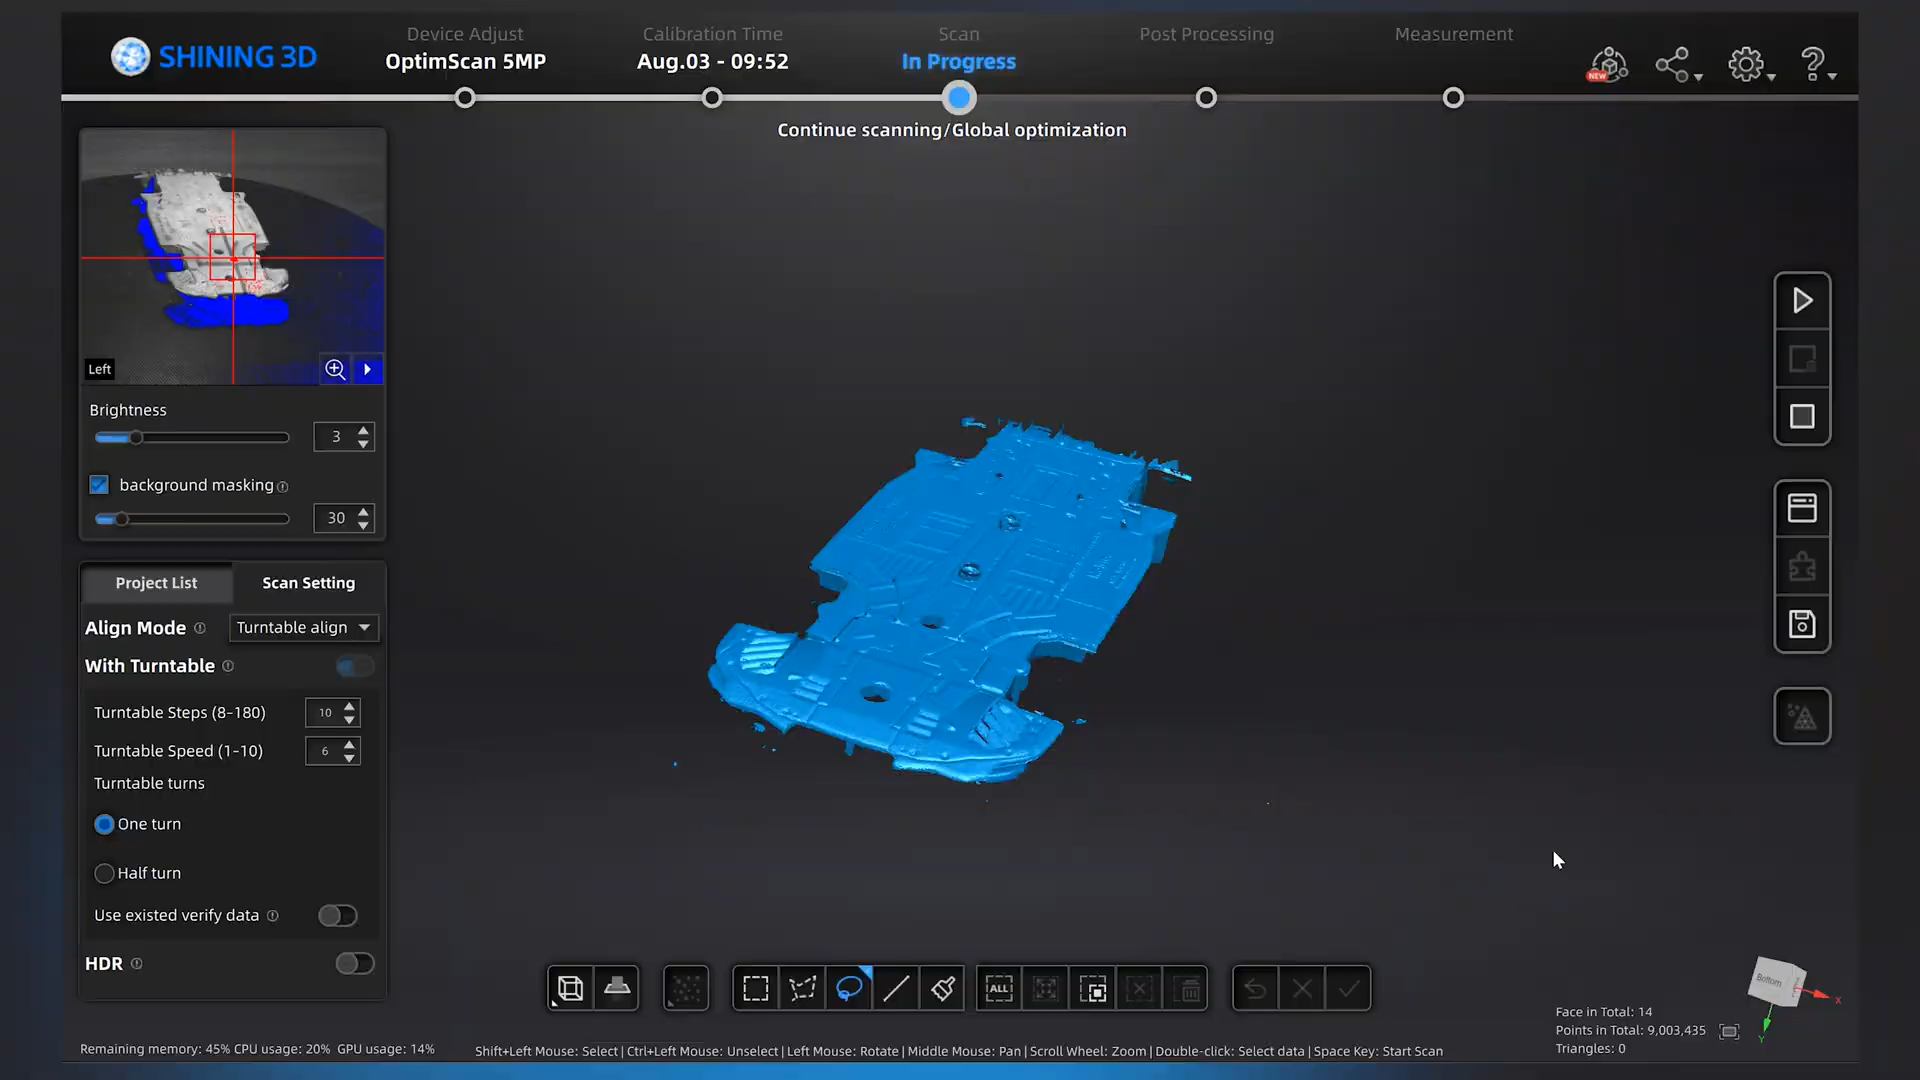 SHINING 3D
Device Adjust
OptimScan 5MP
Calibration Time
Aug.03 - 09:52
Scan
In Progress
Post Processing
Measurement
NEW
Continue scanning/Global optimization
Left
Brightness
3
background masking
30
Project List
Scan Setting
Align Mode
Turntable align
With Turntable
Turntable Steps (8-180)
10
Turntable Speed (1-10)
6
Turntable turns
One turn
Half turn
Use existed verify data
HDR
ALL
Bottom
X
Y
Face in Total: 14
Points in Total: 9,003,435
Triangles: 0
Remaining memory: 45% CPU usage: 20% GPU usage: 14%
Shift+Left Mouse: Select | Ctrl+Left Mouse: Unselect | Left Mouse: Rotate | Middle Mouse: Pan | Scroll Wheel: Zoom | Double-click: Select data | Space Key: Start Scan